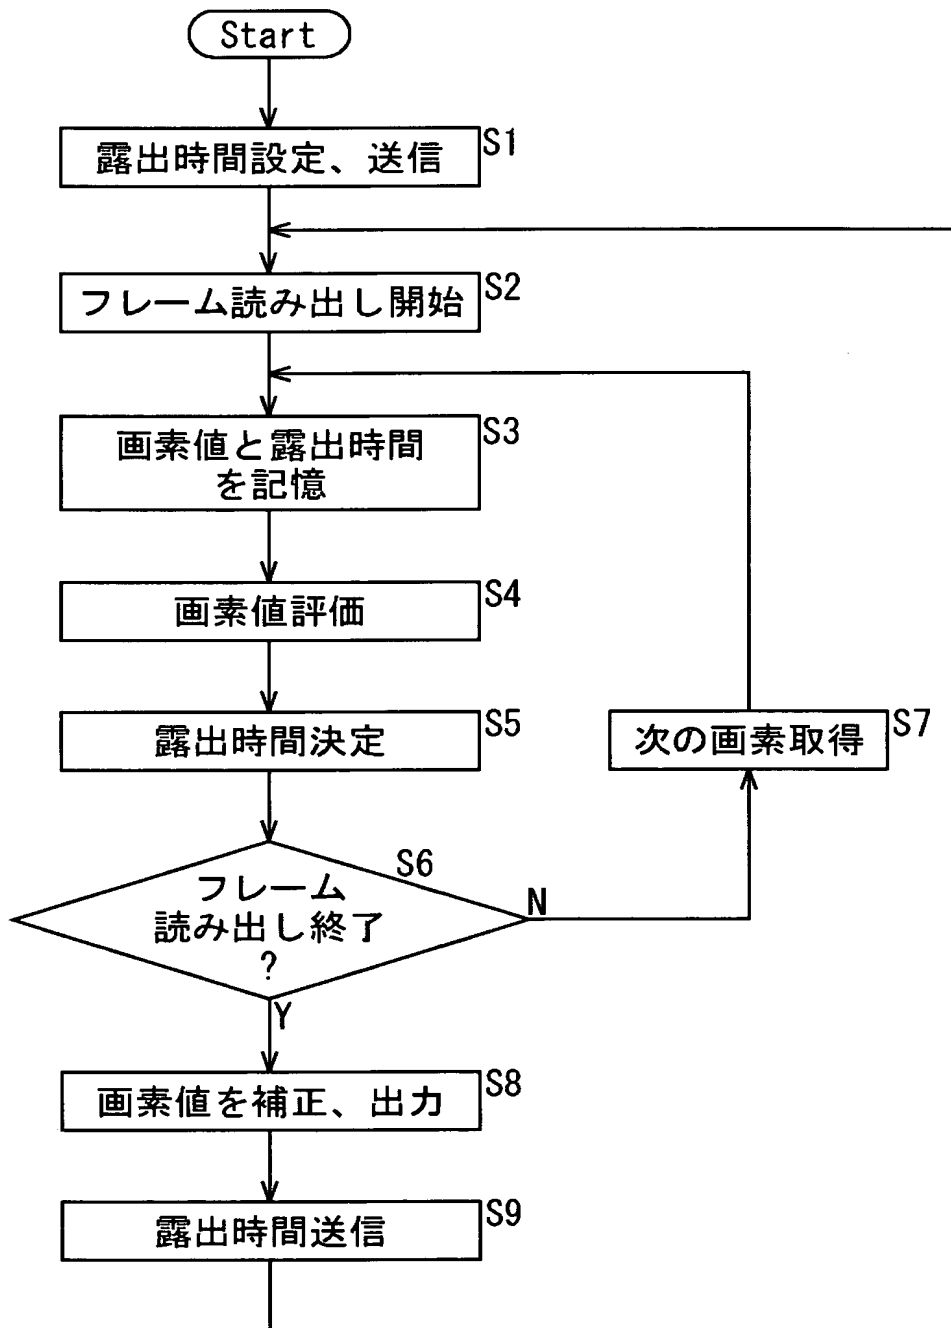 Start
露出時間設定、送信
S1
フレーム読み出し開始
S2
画素値と露出時間
を記憶
S3
画素値評価
S4
露出時間決定
S5
次の画素取得
S7
S6
フレーム
読み出し終了
?
N
Y
画素値を補正、出力
S8
露出時間送信
S9